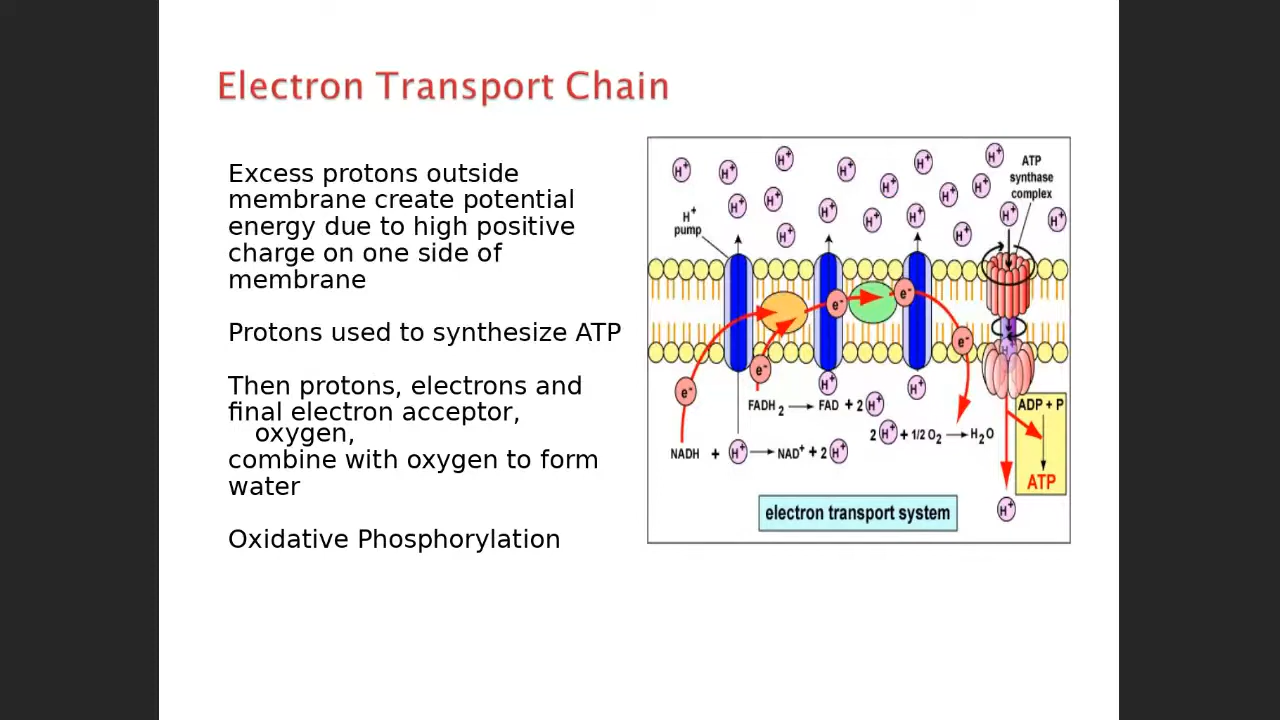 Electron Transport Chain
Excess protons outside
membrane create potential
energy due to high positive
charge on one side of
membrane
Protons used to synthesize ATP
Then protons, electrons and
final electron acceptor,
oxygen,
combine with oxygen to form
water
Oxidative Phosphorylation
H+ H+ H+ H+ H+ H+
ATP
synthase
complex
H+ H+ H+ H+
H+ H+ H+ H+ H+ H+
H+ H+
H+
pump
e- e-
e-
e-
e-
H+
H+ H+
FADH2 → FAD + 2 H+
ADP + P
2 H+ + 1/2 O2 → H2O
NADH + H+ → NAD+ + 2 H+
ATP
H+
electron transport system